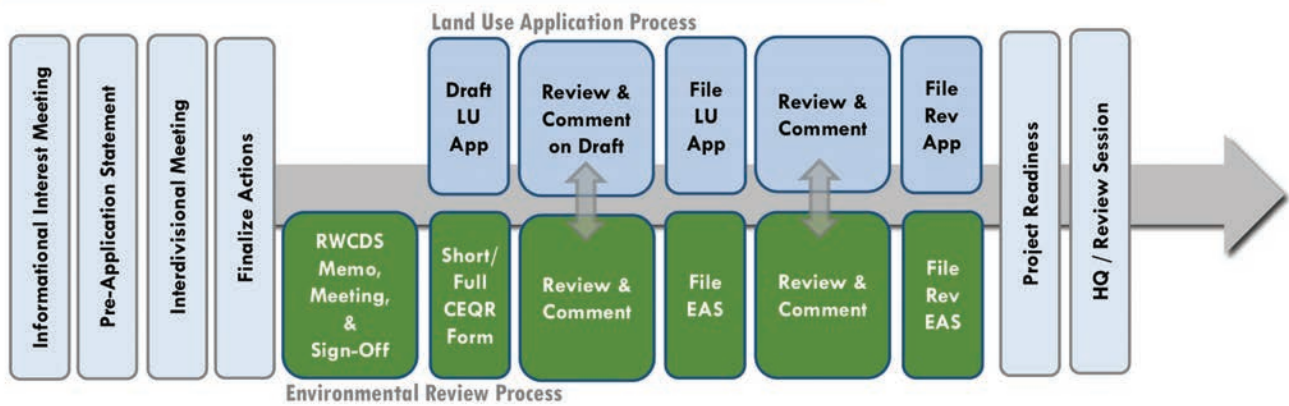 Land Use Application Process
Informational Interest Meeting
Pre-Application Statement
Interdivisional Meeting
Finalize Actions
Draft
LU
App
Review &
Comment
on Draft
File
LU
App
Review &
Comment
File
Rev
App
RWCDS
Memo,
Meeting,
&
Sign-Off
Short/
Full
CEQR
Form
Review &
Comment
File
EAS
Review &
Comment
File
Rev
EAS
Project Readiness
HQ / Review Session
Environmental Review Process